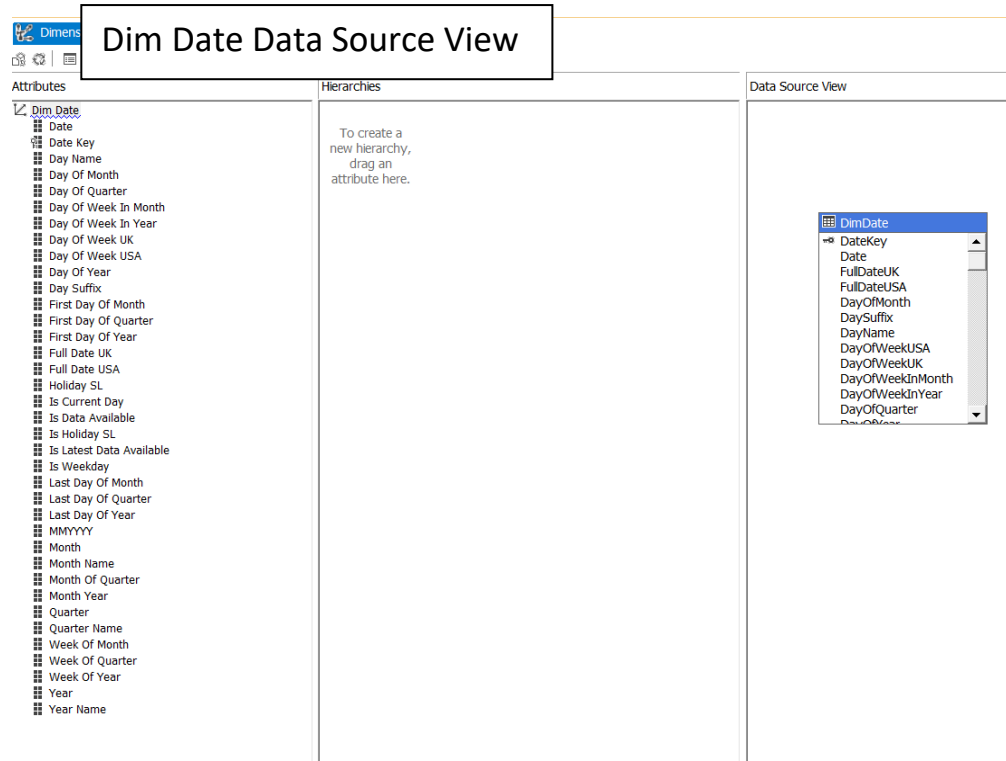 Dimens
Dim Date Data Source View
Attributes
Hierarchies
Data Source View
Dim Date
Date
Date Key
Day Name
Day Of Month
Day Of Quarter
Day Of Week In Month
Day Of Week In Year
Day Of Week UK
Day Of Week USA
Day Of Year
Day Suffix
First Day Of Month
First Day Of Quarter
First Day Of Year
Full Date UK
Full Date USA
Holiday SL
Is Current Day
Is Data Available
Is Holiday SL
Is Latest Data Available
Is Weekday
Last Day Of Month
Last Day Of Quarter
Last Day Of Year
MMYYYY
Month
Month Name
Month Of Quarter
Month Year
Quarter
Quarter Name
Week Of Month
Week Of Quarter
Week Of Year
Year
Year Name
To create a
new hierarchy,
drag an
attribute here.
DimDate
DateKey
Date
FullDateUK
FullDateUSA
DayOfMonth
DaySuffix
DayName
DayOfWeekUSA
DayOfWeekUK
DayOfWeekInMonth
DayOfWeekInYear
DayOfQuarter
DayOfYear